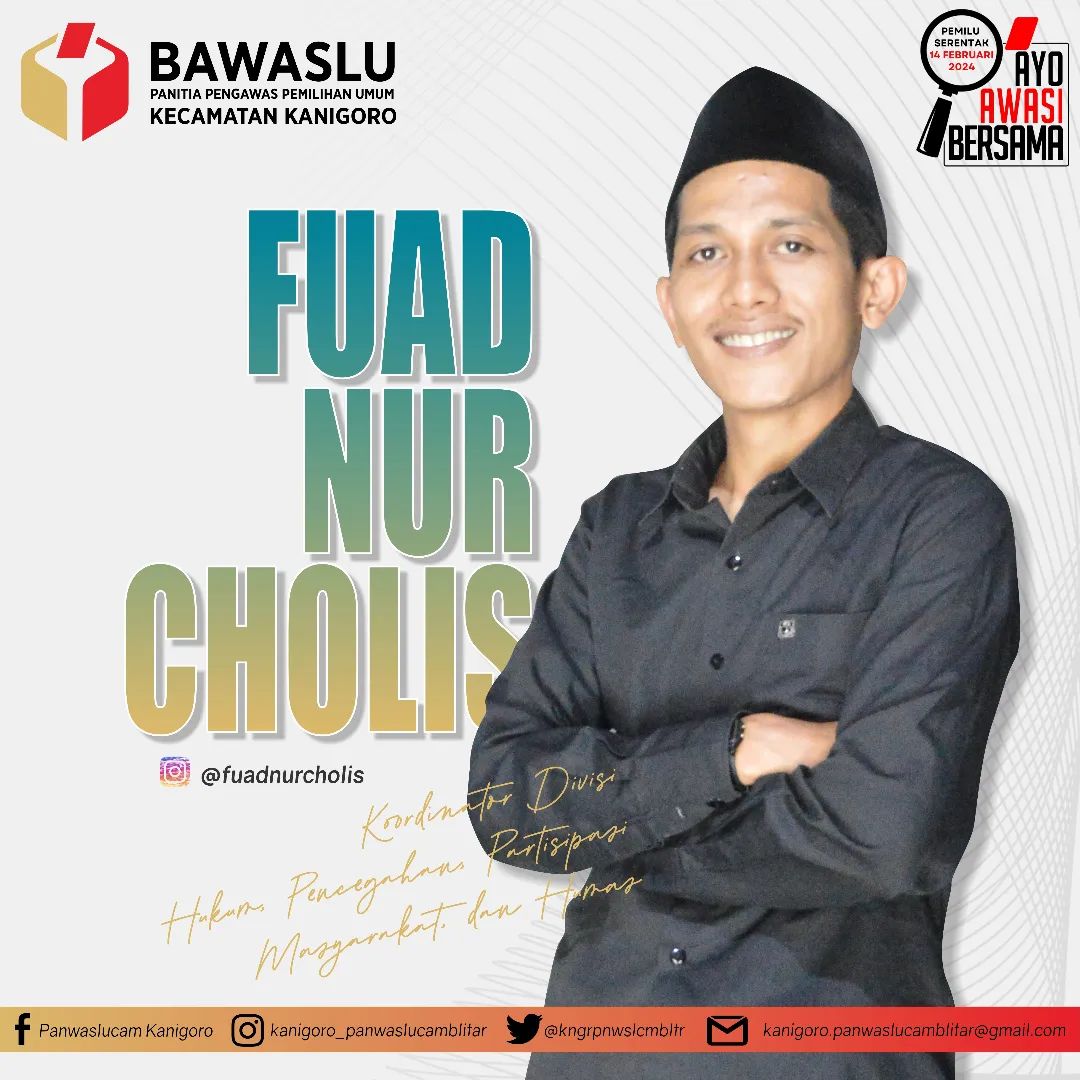 BAWASLU
PANITIA PENGAWAS PEMILIHAN UMUM
KECAMATAN KANIGORO
PEMILU
SERENTAK
14 FEBRUARI
2024
AYO
AWASI
BERSAMA
FUAD
NUR
CHOLIS
@fuadnurcholis
Koordinator Divisi
Hukum, Pencegahan, Partisipasi
Masyarakat, dan Humas
Panwaslucam Kanigoro
kanigoro_panwaslucamblitar
@kngrpnwslcmbltr
kanigoro.panwaslucamblitar@gmail.com